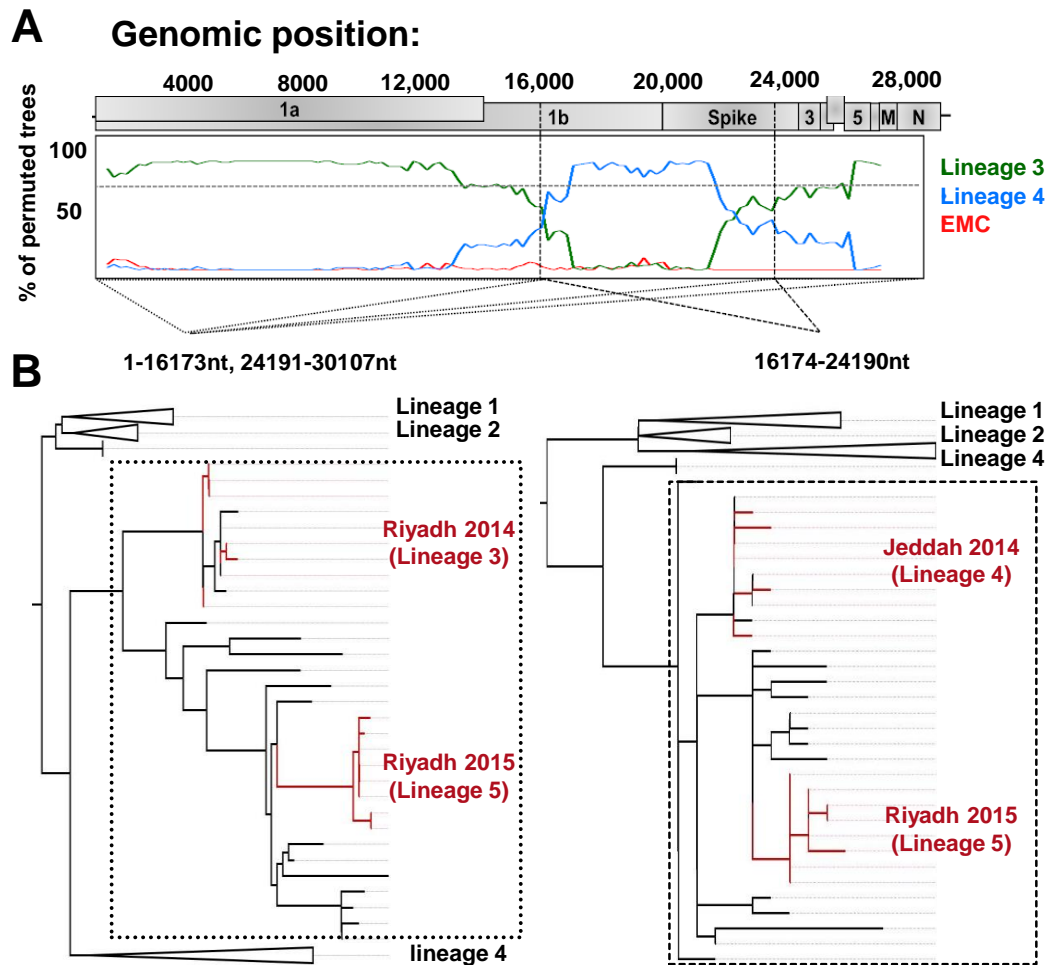 A
Genomic position:
4000 8000 12,000 16,000 20,000 24,000 28,000
1a
1b Spike 3 5 M N
% of permuted trees
100
50
Lineage 3
Lineage 4
EMC
1-16173nt, 24191-30107nt
16174-24190nt
B
Lineage 1
Lineage 2
Riyadh 2014
(Lineage 3)
Riyadh 2015
(Lineage 5)
lineage 4
Lineage 1
Lineage 2
Lineage 4
Jeddah 2014
(Lineage 4)
Riyadh 2015
(Lineage 5)